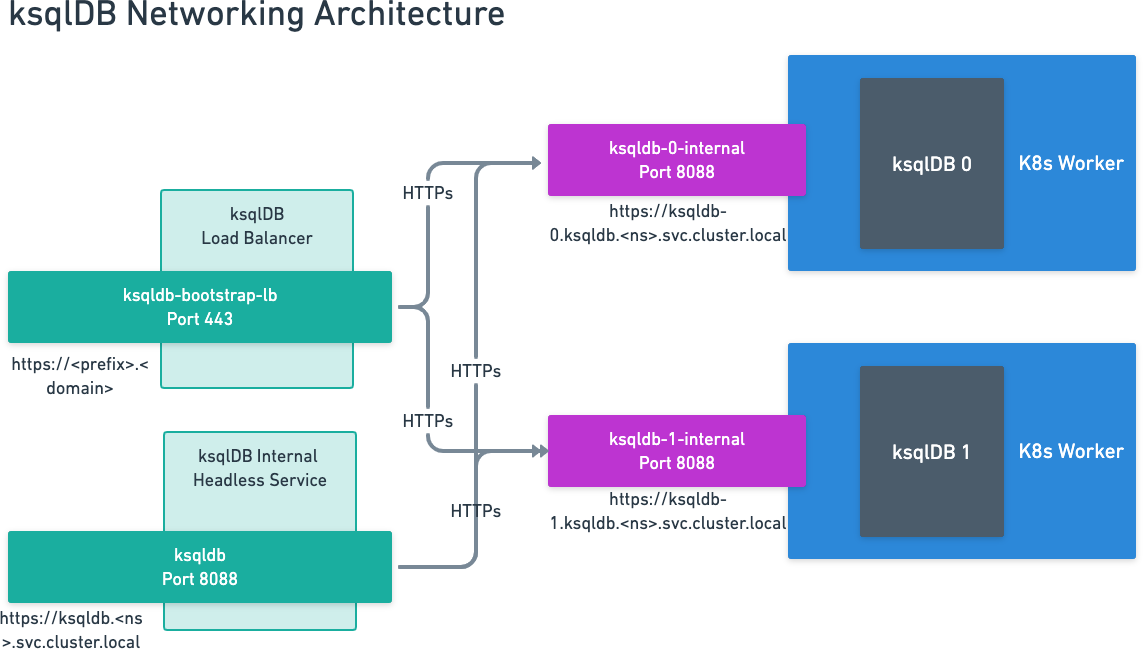 ksqlDB Networking Architecture
ksqlDB
Load Balancer
ksqldb-bootstrap-lb
Port 443
https://<prefix>.<
domain>
ksqlDB Internal
Headless Service
ksqldb
Port 8088
https://ksqldb.<ns
>.svc.cluster.local
HTTPs
HTTPs
HTTPs
HTTPs
ksqldb-0-internal
Port 8088
https://ksqldb-
0.ksqldb.<ns>.svc.cluster.local
ksqlDB 0
K8s Worker
ksqldb-1-internal
Port 8088
https://ksqldb-
1.ksqldb.<ns>.svc.cluster.local
ksqlDB 1
K8s Worker